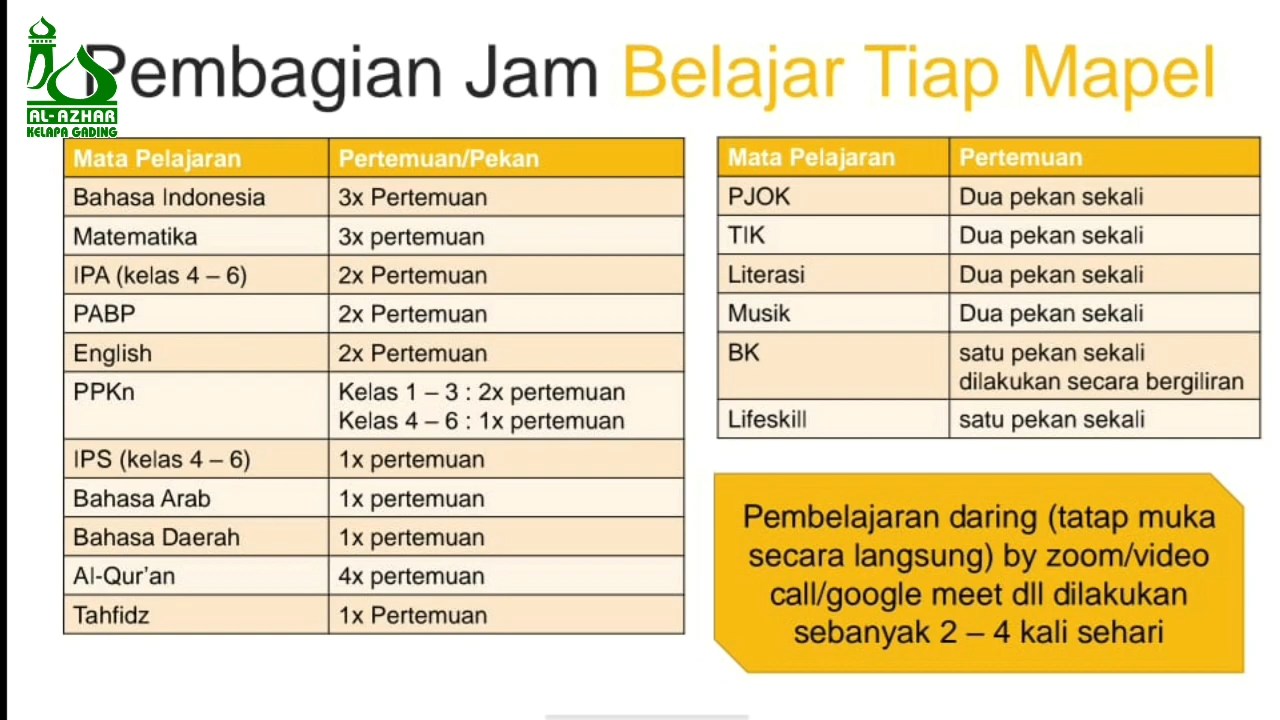 Pembagian Jam Belajar Tiap Mapel
AL-AZHAR
KELAPA GADING
Mata Pelajaran Pertemuan/Pekan
Bahasa Indonesia 3x Pertemuan
Matematika 3x pertemuan
IPA (kelas 4 – 6) 2x Pertemuan
PABP 2x Pertemuan
English 2x Pertemuan
PPKn Kelas 1 – 3 : 2x pertemuan
Kelas 4 – 6 : 1x pertemuan
IPS (kelas 4 – 6) 1x pertemuan
Bahasa Arab 1x pertemuan
Bahasa Daerah 1x pertemuan
Al-Qur’an 4x pertemuan
Tahfidz 1x Pertemuan
Mata Pelajaran Pertemuan
PJOK Dua pekan sekali
TIK Dua pekan sekali
Literasi Dua pekan sekali
Musik Dua pekan sekali
BK satu pekan sekali
dilakukan secara bergiliran
Lifeskill satu pekan sekali
Pembelajaran daring (tatap muka
secara langsung) by zoom/video
call/google meet dll dilakukan
sebanyak 2 – 4 kali sehari